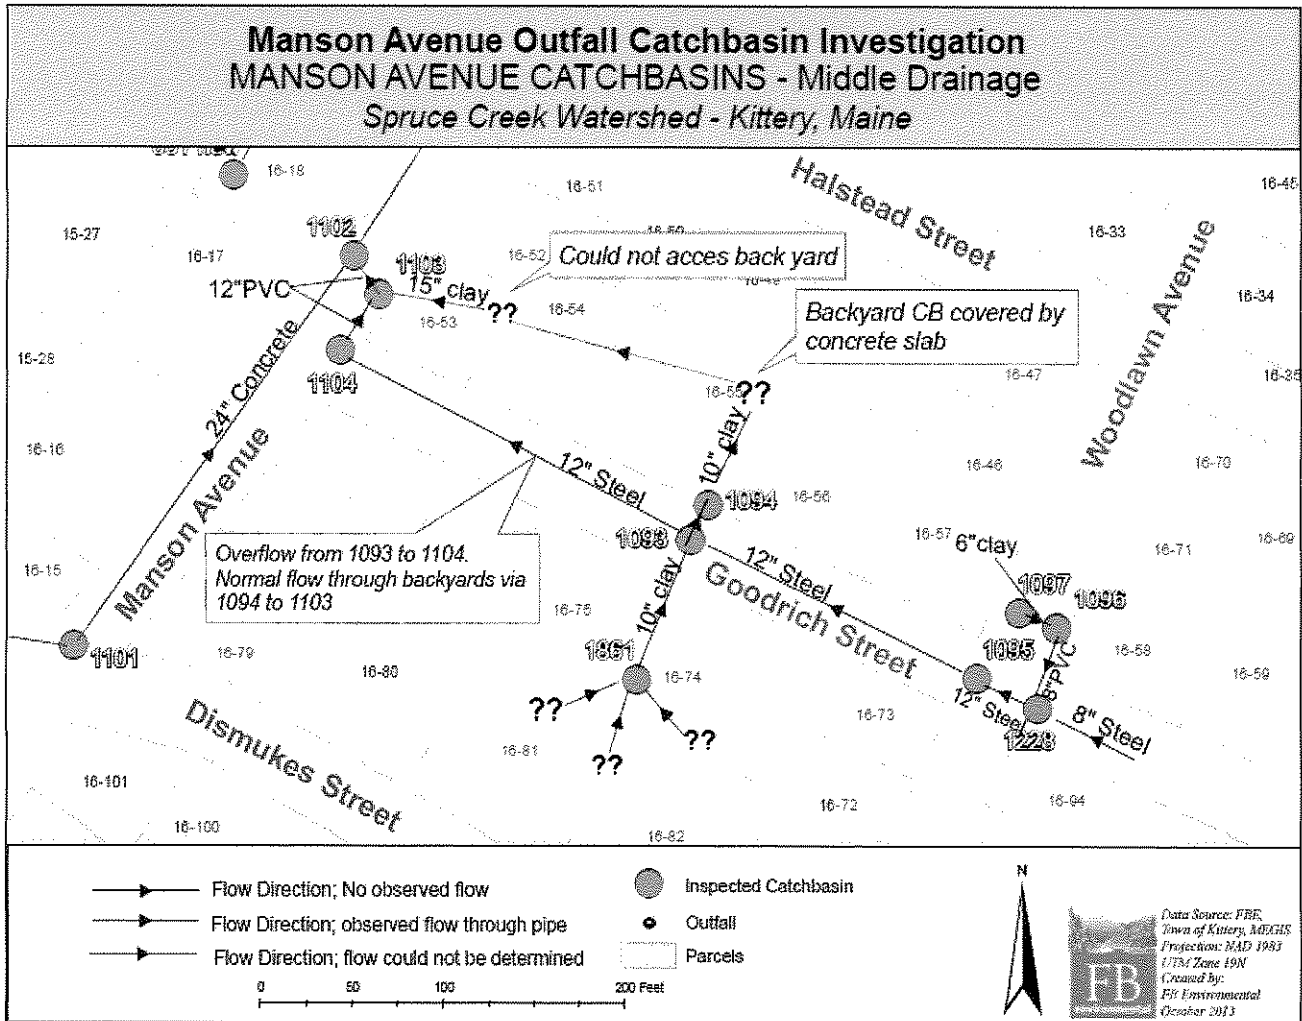 Manson Avenue Outfall Catchbasin Investigation
MANSON AVENUE CATCHBASINS - Middle Drainage
Spruce Creek Watershed - Kittery, Maine
16-18
16-51
Halstead Street
16-45
15-27
1102
16-17
16-50
16-33
Woodlawn Avenue
1103
16-52
Could not acces back yard
12"PVC
15" clay
??
16-54
16-53
16-34
Backyard CB covered by
concrete slab
15-28
1104
24" Concrete
16-55
??
16-47
16-35
16-16
Manson Avenue
12" Steel
10" clay
16-46
16-70
1094
16-56
Overflow from 1093 to 1104.
Normal flow through backyards via
1094 to 1103
1093
12" Steel
16-57
6"clay
16-69
16-71
16-15
Goodrich Street
16-75
10" clay
1097
1096
1101
16-79
16-80
1861
16-74
1095
8"PVC
16-58
16-59
??
??
??
12" Steel
1228
8" Steel
16-73
16-81
Dismukes Street
16-101
16-100
16-72
16-94
16-82
Flow Direction; No observed flow
Flow Direction; observed flow through pipe
Flow Direction; flow could not be determined
0 50 100 200 Feet
Inspected Catchbasin
Outfall
Parcels
N
FB
Data Source: FBE,
Town of Kittery, MEGIS
Projection: NAD 1983
UTM Zone 19N
Created by:
FB Environmental
October 2013